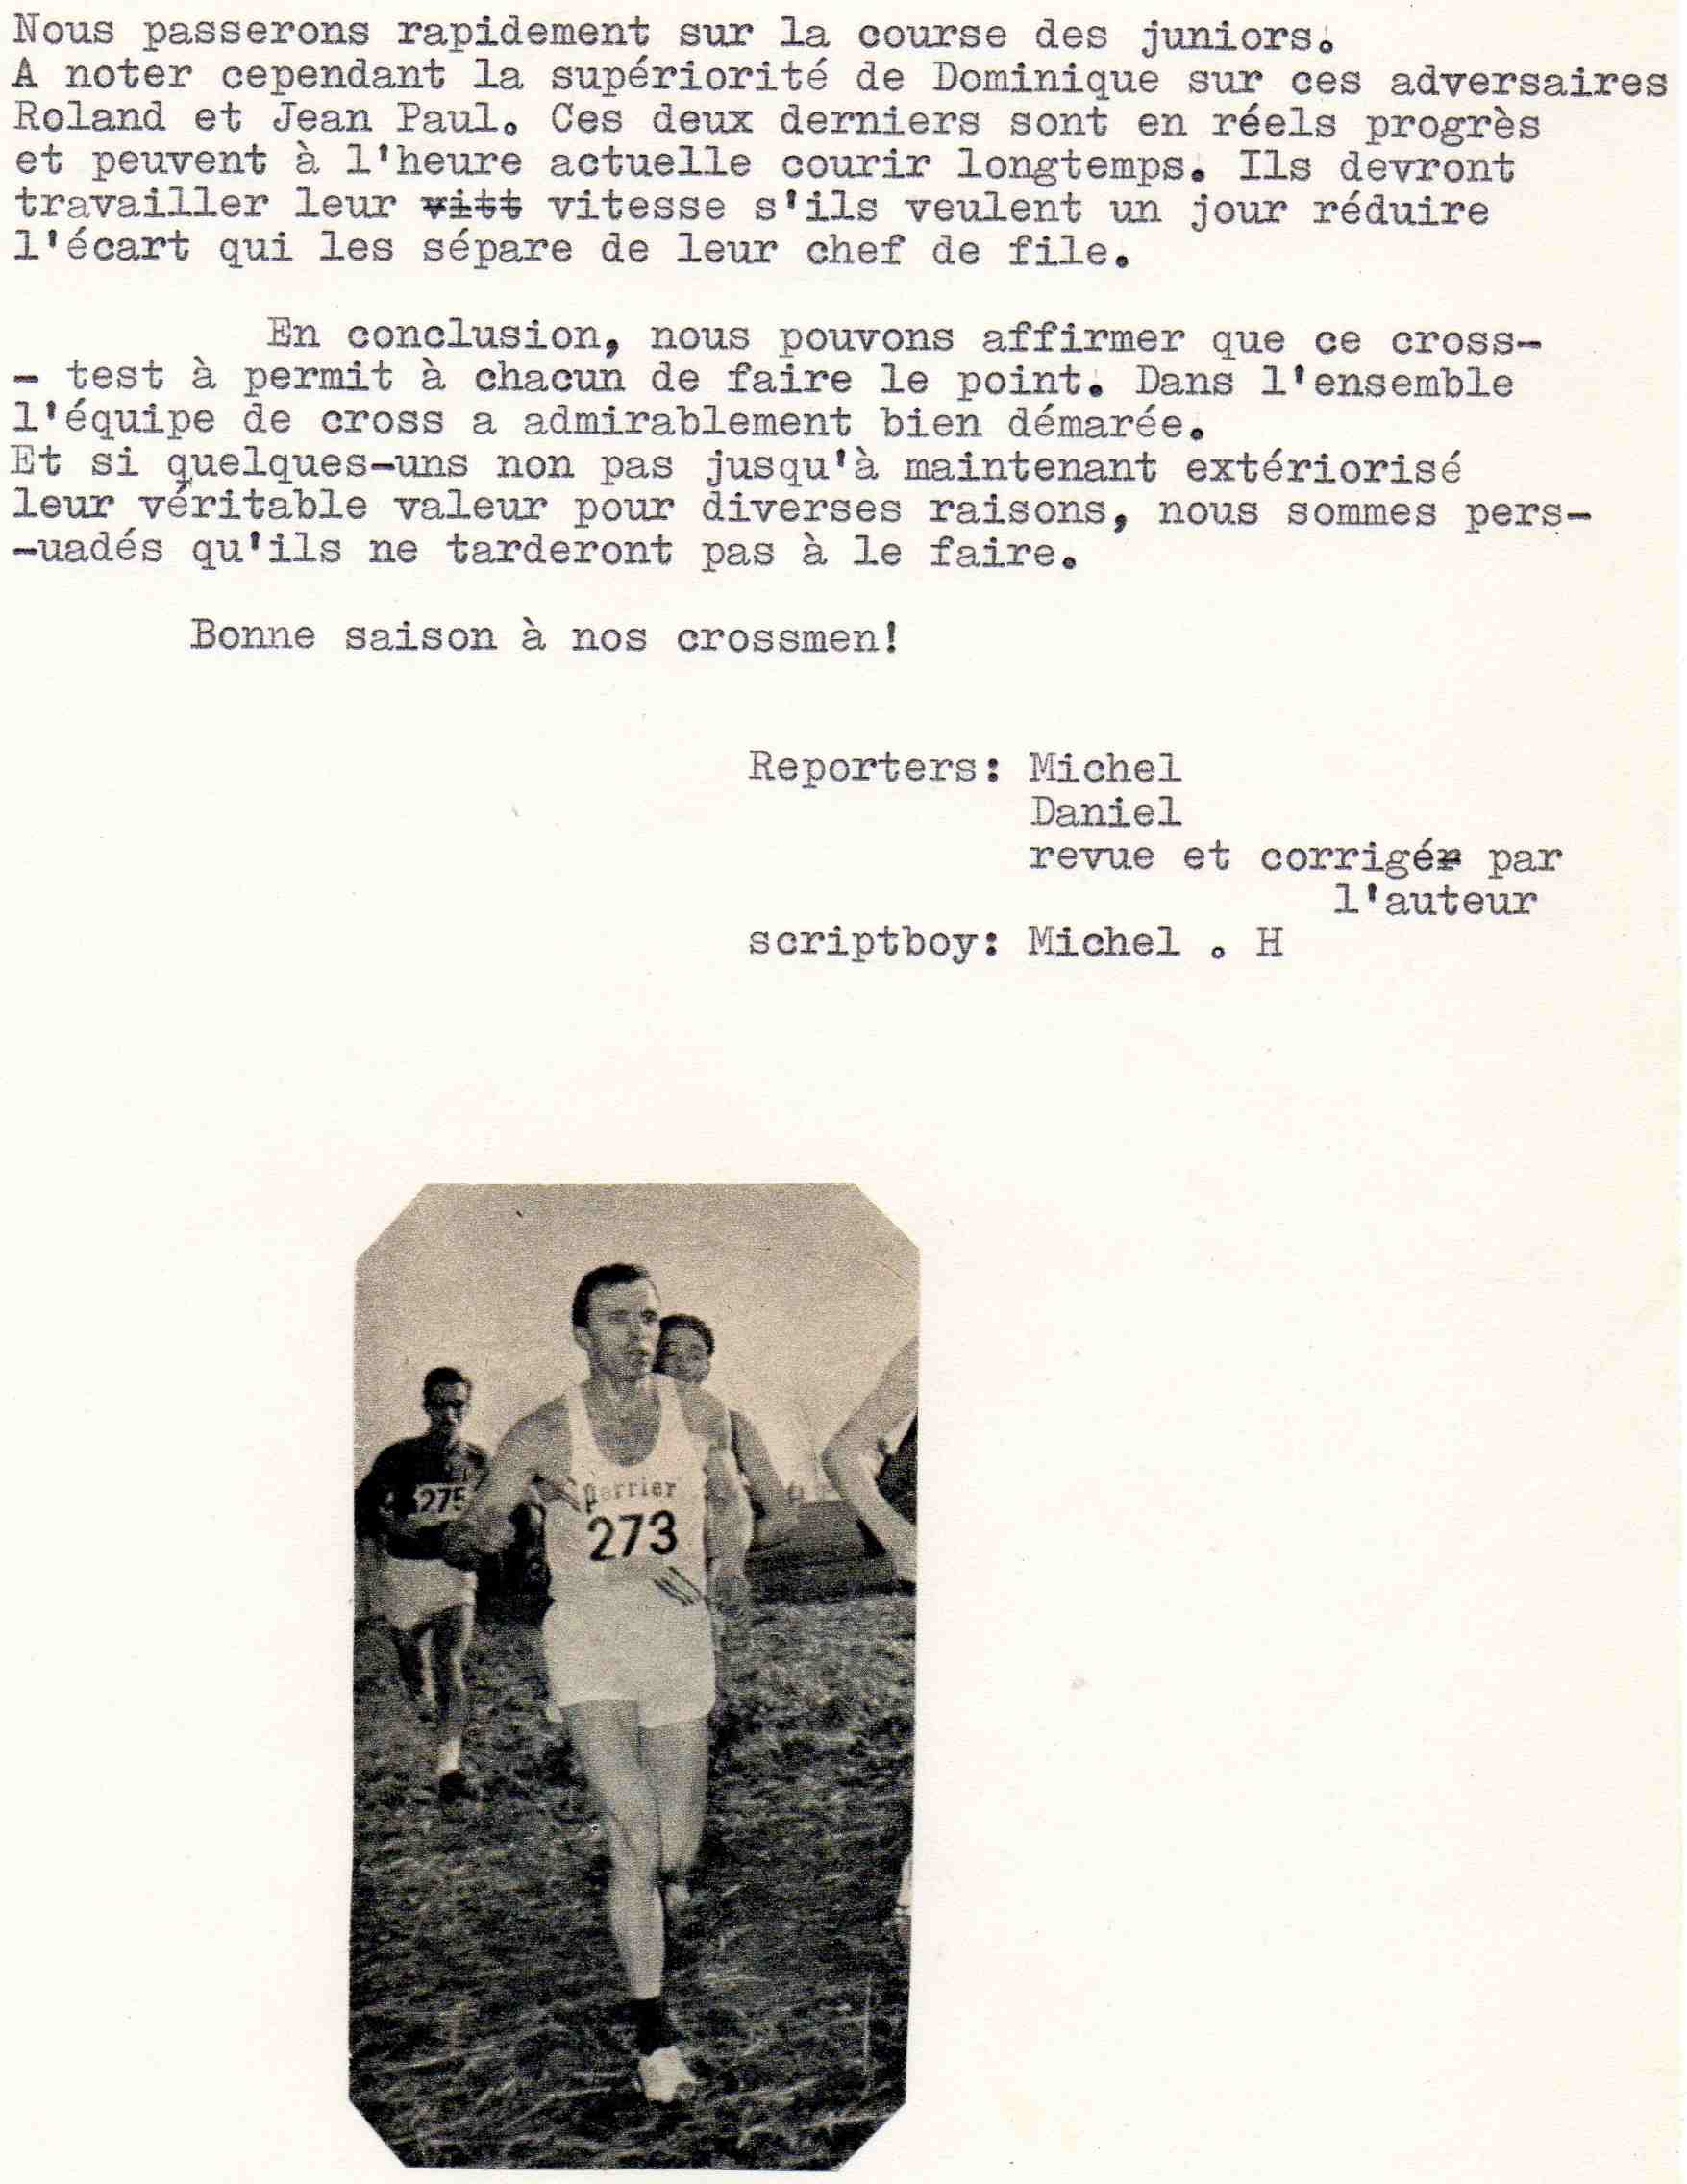 Nous passerons rapidement sur la course des juniors.
A noter cependant la supériorité de Dominique sur ces adversaires
Roland et Jean Paul. Ces deux derniers sont en réels progrès
et peuvent à l'heure actuelle courir longtemps. Ils devront
travailler leur vitt vitesse s'ils veulent un jour réduire
l'écart qui les sépare de leur chef de file.
En conclusion, nous pouvons affirmer que ce cross-
- test à permit à chacun de faire le point. Dans l'ensemble
l'équipe de cross a admirablement bien démarée.
Et si quelques-uns non pas jusqu'à maintenant extériorisé
leur véritable valeur pour diverses raisons, nous sommes pers-
-uadés qu'ils ne tarderont pas à le faire.
Bonne saison à nos crossmen!
Reporters: Michel
Daniel
revue et corrigér par
l'auteur
scriptboy: Michel . H
275
perrier
273